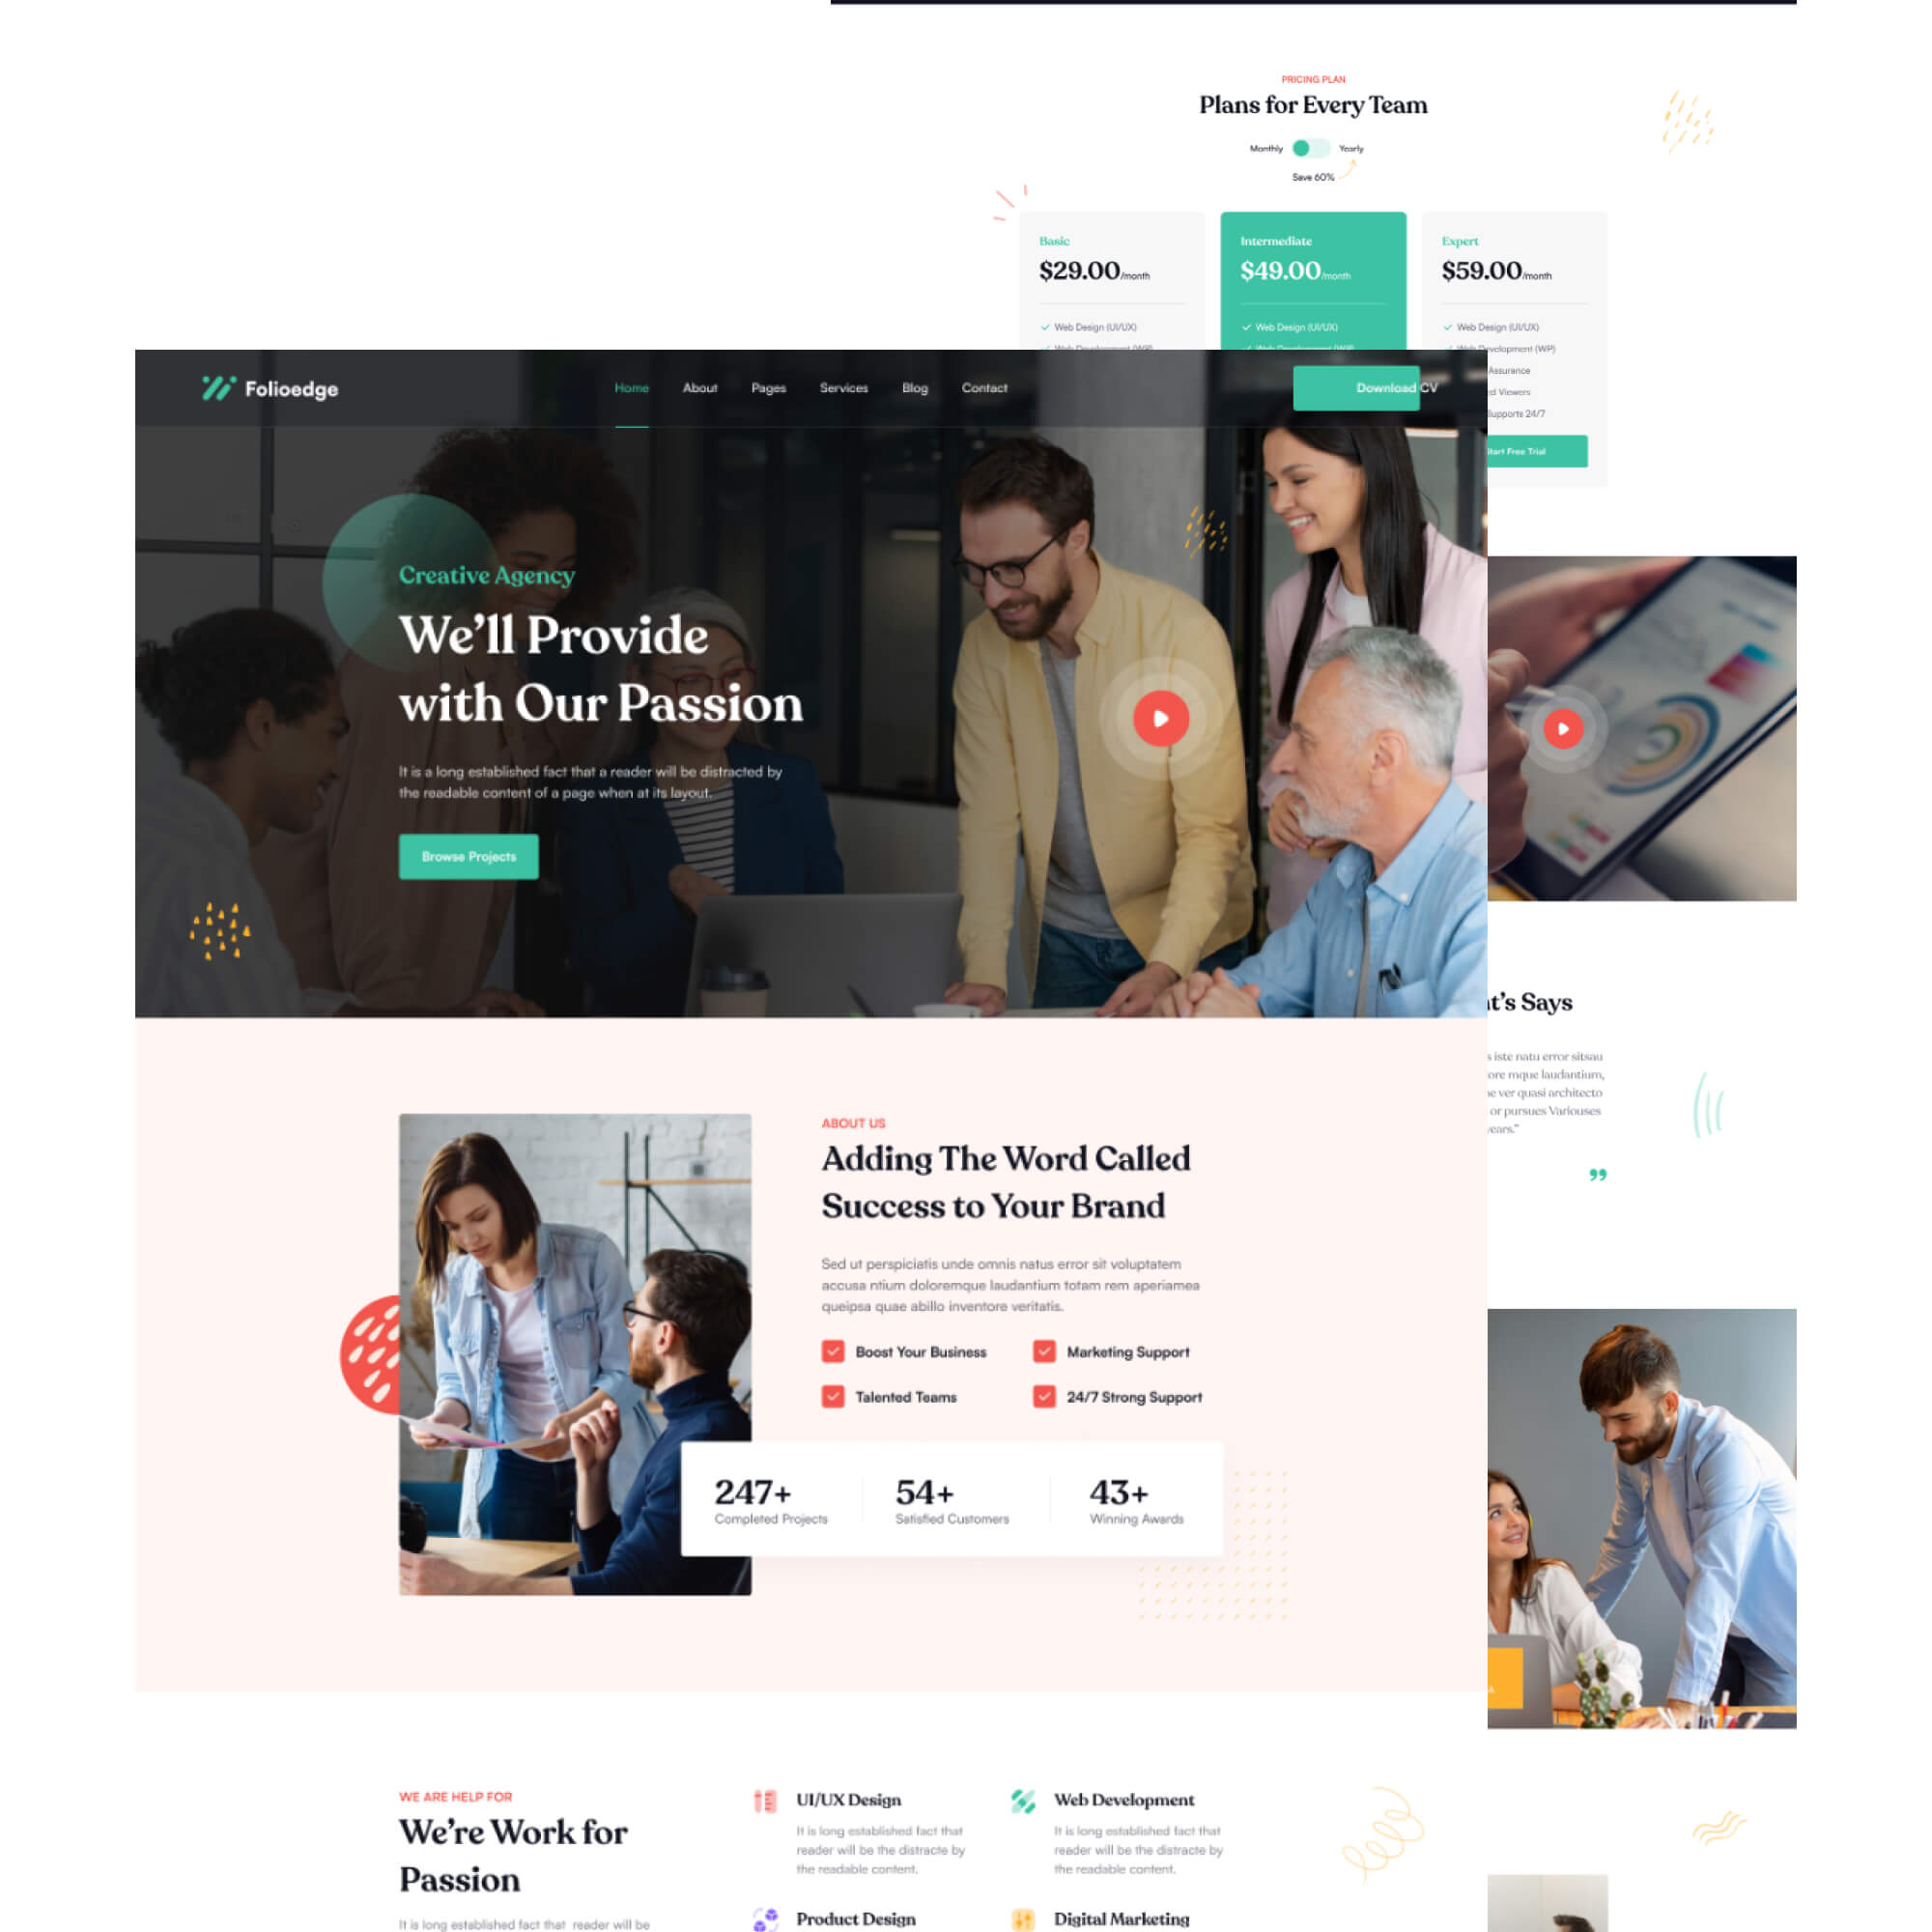 PRICING PLAN
Plans for Every Team
Monthly
Yearly
Save 60%
Basic
$29.00/month
Web Design (UI/UX)
Web Development (WP)
Intermediate
$49.00/month
Web Design (UI/UX)
Web Development (WP)
Expert
$59.00/month
Web Design (UI/UX)
Web Development (WP)
Assurance
Viewers
Supports 24/7
Start Free Trial
Folioedge
Home
About
Pages
Services
Blog
Contact
Download CV
Creative Agency
We'll Provide
with Our Passion
It is a long established fact that a reader will be distracted by
the readable content of a page when at its layout.
Browse Projects
t's Says
s iste natu error sitsau
ore mque laudantium,
ver quasi architecto
or pursues Variouses
years."
ABOUT US
Adding The Word Called
Success to Your Brand
Sed ut perspiciatis unde omnis natus error sit voluptatem
accusa ntium doloremque laudantium totam rem aperiamea
queipsa quae abillo inventore veritatis.
Boost Your Business
Marketing Support
Talented Teams
24/7 Strong Support
247+
Completed Projects
54+
Satisfied Customers
43+
Winning Awards
WE ARE HELP FOR
We're Work for
Passion
It is long established fact that reader will be
UI/UX Design
It is long established fact that
reader will be the distracte by
the readable content.
Web Development
It is long established fact that
reader will be the distracte by
the readable content.
Product Design
Digital Marketing